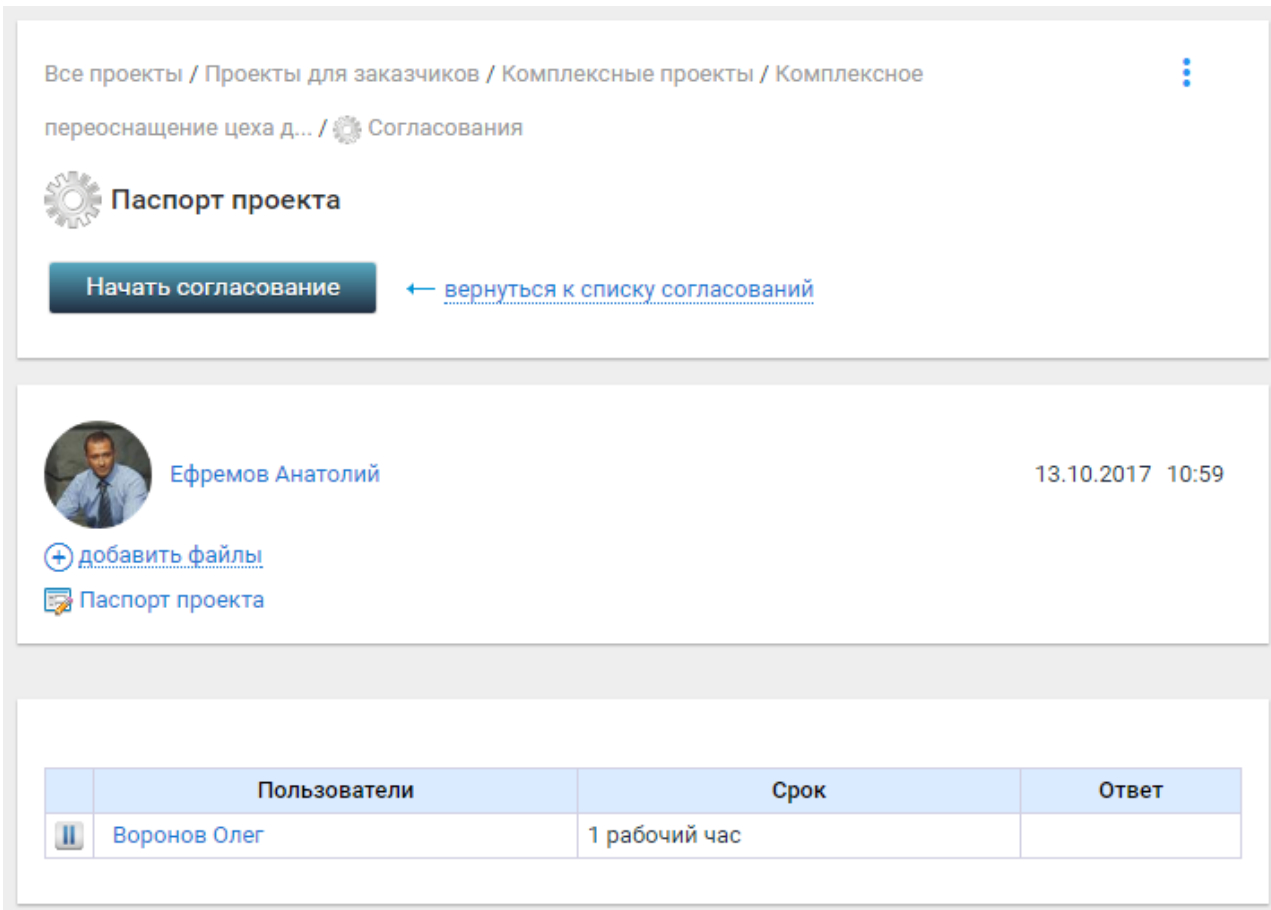 Все проекты / Проекты для заказчиков / Комплексные проекты / Комплексное
переоснащение цеха д... / Согласования
Паспорт проекта
Начать согласование ← вернуться к списку согласований
Ефремов Анатолий 13.10.2017 10:59
добавить файлы
Паспорт проекта
Пользователи Срок Ответ
Воронов Олег 1 рабочий час